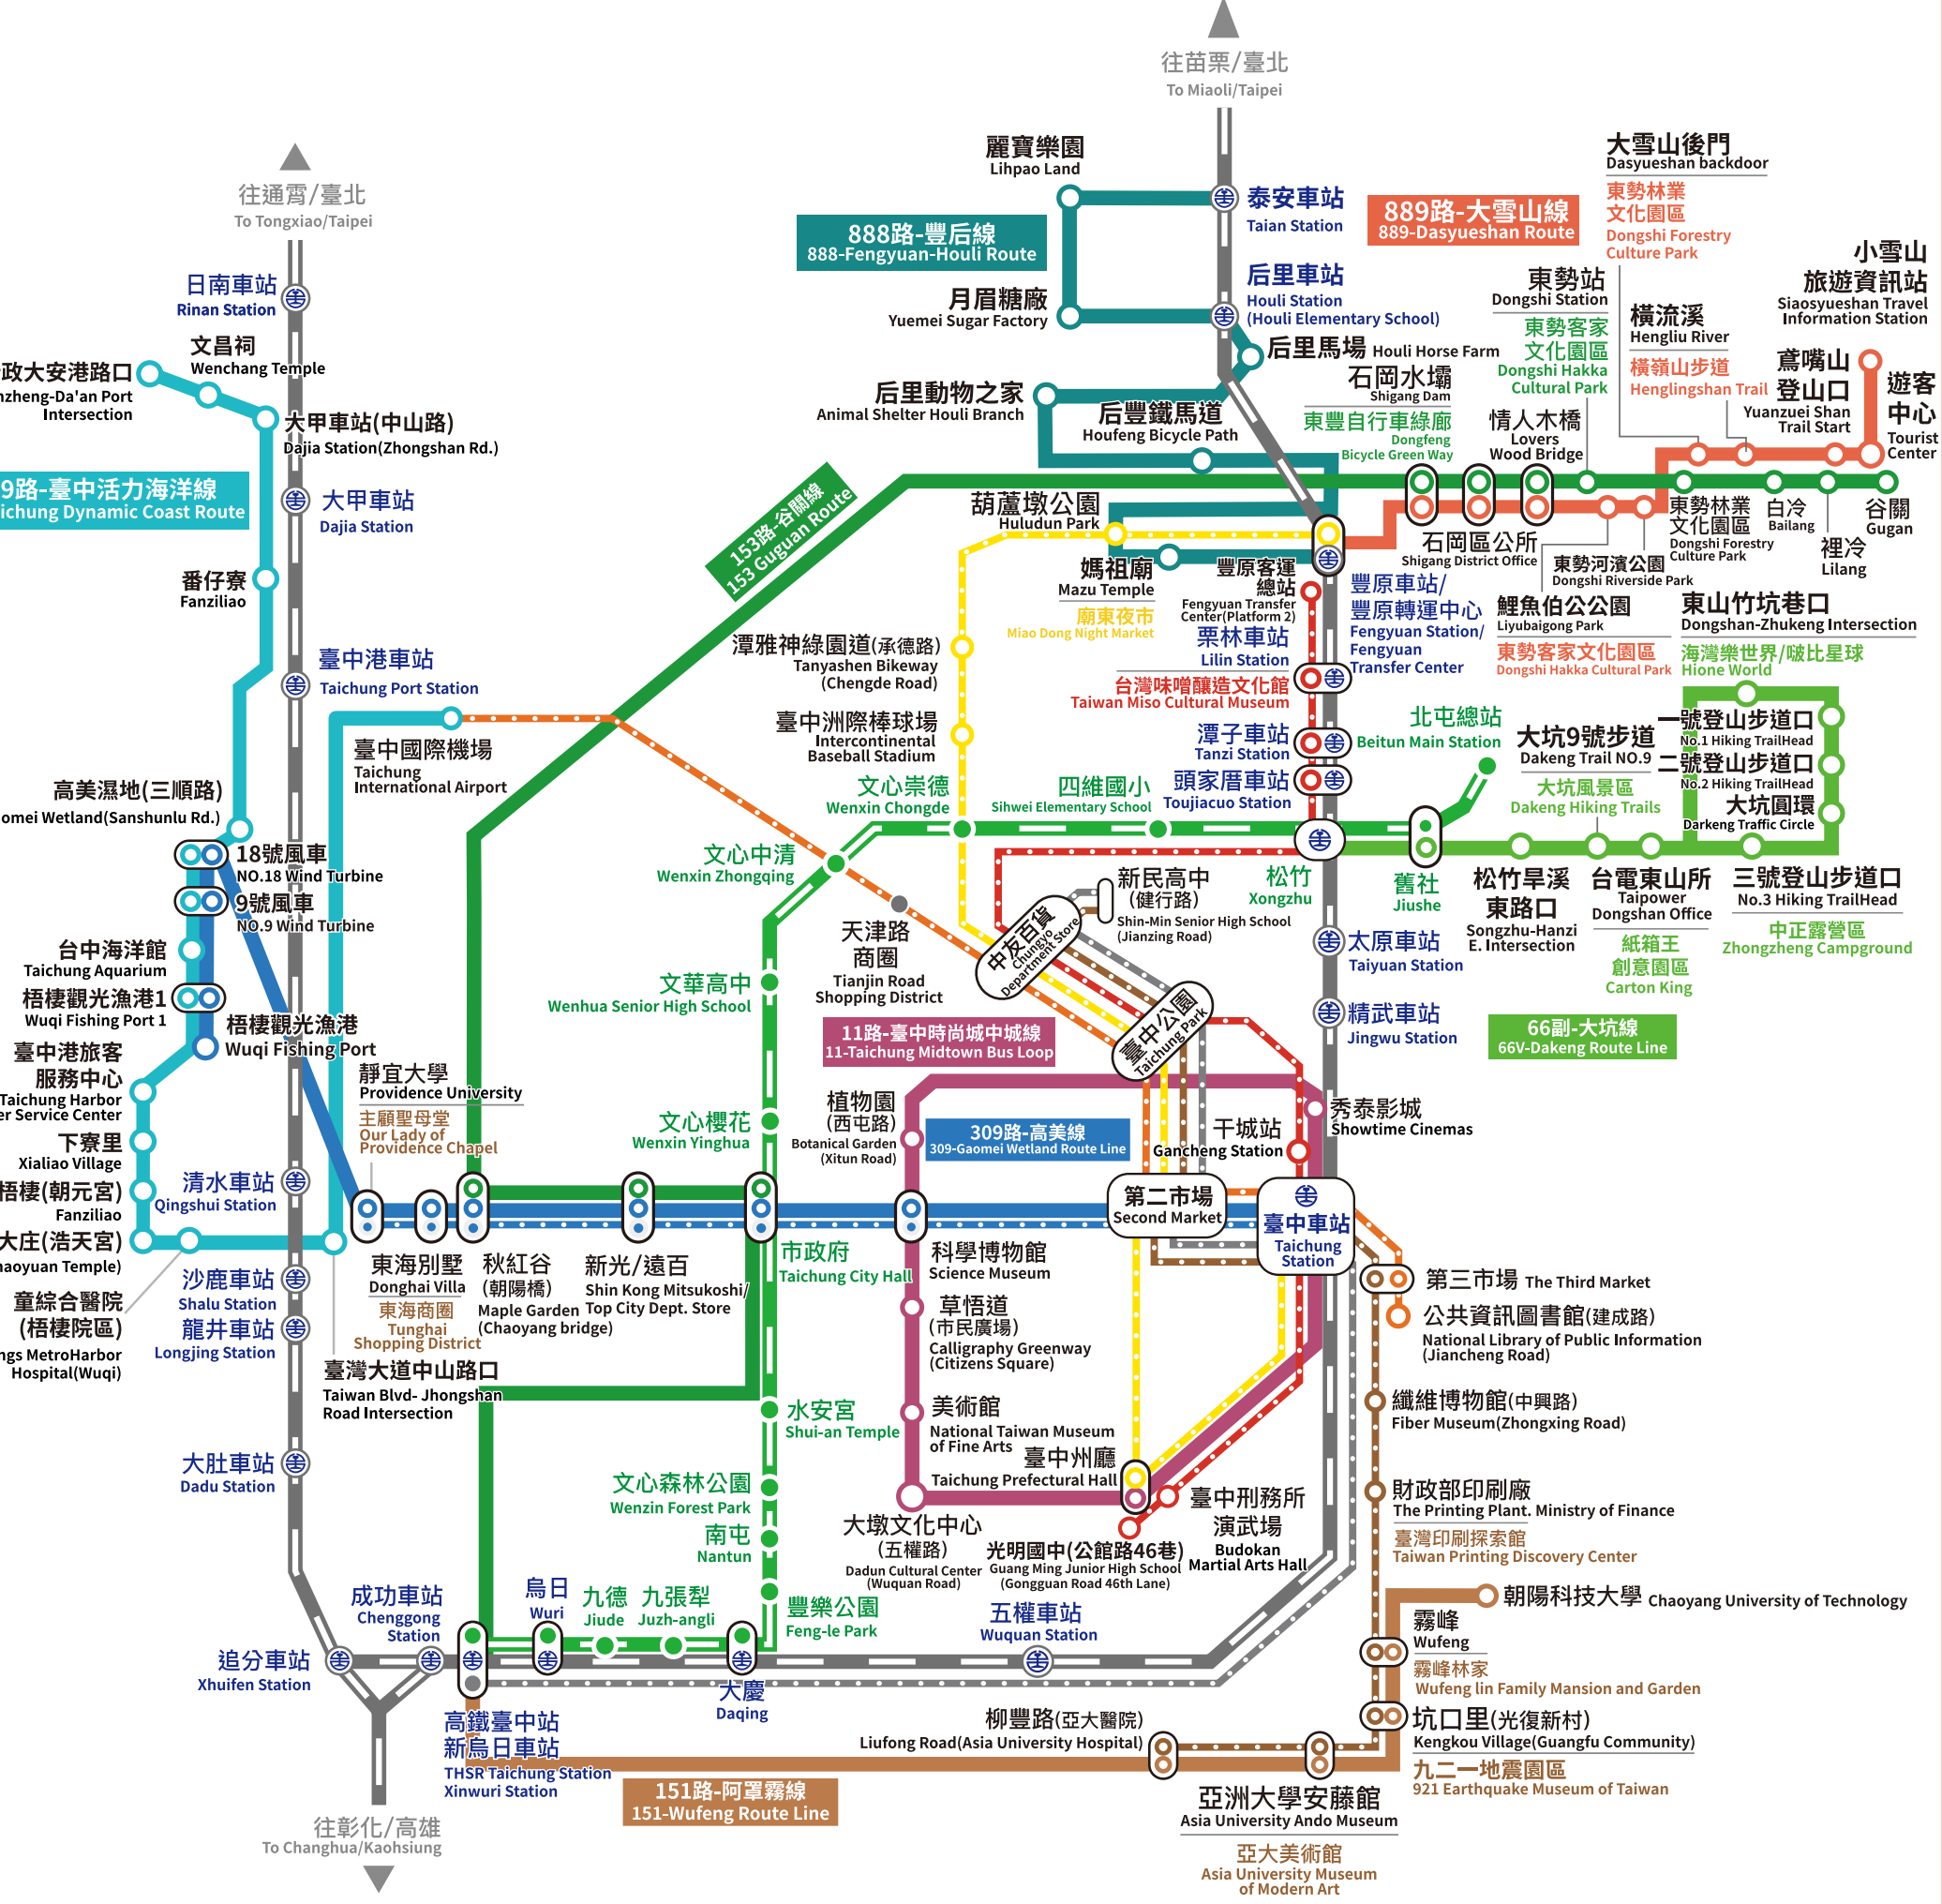 往苗栗/臺北
To Miaoli/Taipei
往通霄/臺北
To Tongxiao/Taipei
日南車站
Rinan Station
文昌祠
Wenchang Temple
政大安港路口
nzheng-Da'an Port
Intersection
大甲車站(中山路)
Dajia Station(Zhongshan Rd.)
9路-臺中活力海洋線
ichung Dynamic Coast Route
大甲車站
Dajia Station
番仔寮
Fanziliao
臺中港車站
Taichung Port Station
臺中國際機場
Taichung
International Airport
高美濕地(三順路)
omei Wetland(Sanshunlu Rd.)
18號風車
NO.18 Wind Turbine
9號風車
NO.9 Wind Turbine
台中海洋館
Taichung Aquarium
梧棲觀光漁港1
Wuqi Fishing Port 1
梧棲觀光漁港
Wuqi Fishing Port
臺中港旅客
服務中心
Taichung Harbor
er Service Center
下寮里
Xialiao Village
梧棲(朝元宮)
Fanziliao
大庄(浩天宮)
haoyuan Temple)
童綜合醫院
(梧棲院區)
ngs MetroHarbor
Hospital(Wuqi)
清水車站
Qingshui Station
沙鹿車站
Shalu Station
龍井車站
Longjing Station
大肚車站
Dadu Station
追分車站
Xhuifen Station
成功車站
Chenggong
Station
往彰化/高雄
To Changhua/Kaohsiung
靜宜大學
Providence University
主顧聖母堂
Our Lady of
Providence Chapel
東海別墅
Donghai Villa
東海商圈
Tunghai
Shopping District
秋紅谷
(朝陽橋)
Maple Garden
(Chaoyang bridge)
新光/遠百
Shin Kong Mitsukoshi/
Top City Dept. Store
臺灣大道中山路口
Taiwan Blvd- Jhongshan
Road Intersection
市政府
Taichung City Hall
水安宮
Shui-an Temple
文心森林公園
Wenzin Forest Park
南屯
Nantun
豐樂公園
Feng-le Park
烏日
Wuri
九德
Jiude
九張犁
Juzh-angli
大慶
Daqing
高鐵臺中站
新烏日車站
THSR Taichung Station
Xinwuri Station
151路-阿罩霧線
151-Wufeng Route Line
五權車站
Wuquan Station
麗寶樂園
Lihpao Land
888路-豐后線
888-Fengyuan-Houli Route
月眉糖廠
Yuemei Sugar Factory
泰安車站
Taian Station
后里車站
Houli Station
(Houli Elementary School)
后里馬場 Houli Horse Farm
后里動物之家
Animal Shelter Houli Branch
后豐鐵馬道
Houfeng Bicycle Path
153路-谷關線
153 Guguan Route
葫蘆墩公園
Huludun Park
媽祖廟
Mazu Temple
廟東夜市
Miao Dong Night Market
豐原客運
總站
Fengyuan Transfer
Center(Platform 2)
豐原車站/
豐原轉運中心
Fengyuan Station/
Fengyuan
Transfer Center
栗林車站
Lilin Station
台灣味噌釀造文化館
Taiwan Miso Cultural Museum
潭子車站
Tanzi Station
頭家厝車站
Toujiacuo Station
潭雅神綠園道(承德路)
Tanyashen Bikeway
(Chengde Road)
臺中洲際棒球場
Intercontinental
Baseball Stadium
文心崇德
Wenxin Chongde
四維國小
Sihwei Elementary School
文心中清
Wenxin Zhongqing
天津路
商圈
Tianjin Road
Shopping District
文華高中
Wenhua Senior High School
文心櫻花
Wenxin Yinghua
中友百貨
Chungyo
Department Store
新民高中
(健行路)
Shin-Min Senior High School
(Jianzing Road)
臺中公園
Taichung Park
11路-臺中時尚城中城線
11-Taichung Midtown Bus Loop
植物園
(西屯路)
Botanical Garden
(Xitun Road)
309路-高美線
309-Gaomei Wetland Route Line
干城站
Gancheng Station
秀泰影城
Showtime Cinemas
第二市場
Second Market
臺中車站
Taichung
Station
科學博物館
Science Museum
草悟道
(市民廣場)
Calligraphy Greenway
(Citizens Square)
美術館
National Taiwan Museum
of Fine Arts
臺中州廳
Taichung Prefectural Hall
大墩文化中心
(五權路)
Dadun Cultural Center
(Wuquan Road)
光明國中(公館路46巷)
Guang Ming Junior High School
(Gongguan Road 46th Lane)
臺中刑務所
演武場
Budokan
Martial Arts Hall
松竹
Xongzhu
舊社
Jiushe
北屯總站
Beitun Main Station
太原車站
Taiyuan Station
精武車站
Jingwu Station
889路-大雪山線
889-Dasyueshan Route
石岡水壩
Shigang Dam
東豐自行車綠廊
Dongfeng
Bicycle Green Way
石岡區公所
Shigang District Office
情人木橋
Lovers
Wood Bridge
東勢站
Dongshi Station
東勢客家
文化園區
Dongshi Hakka
Cultural Park
大雪山後門
Dasyueshan backdoor
東勢林業
文化園區
Dongshi Forestry
Culture Park
橫流溪
Hengliu River
橫嶺山步道
Henglingshan Trail
小雪山
旅遊資訊站
Siaosyueshan Travel
Information Station
鳶嘴山
登山口
Yuanzuei Shan
Trail Start
遊客
中心
Tourist
Center
東勢林業
文化園區
Dongshi Forestry
Culture Park
白冷
Bailang
裡冷
Lilang
谷關
Gugan
東勢河濱公園
Dongshi Riverside Park
鯉魚伯公公園
Liyubaigong Park
東勢客家文化園區
Dongshi Hakka Cultural Park
東山竹坑巷口
Dongshan-Zhukeng Intersection
海灣樂世界/啵比星球
Hione World
一號登山步道口
No.1 Hiking TrailHead
二號登山步道口
No.2 Hiking TrailHead
大坑圓環
Darkeng Traffic Circle
大坑9號步道
Dakeng Trail NO.9
大坑風景區
Dakeng Hiking Trails
松竹旱溪
東路口
Songzhu-Hanzi
E. Intersection
台電東山所
Taipower
Dongshan Office
紙箱王
創意園區
Carton King
三號登山步道口
No.3 Hiking TrailHead
中正露營區
Zhongzheng Campground
66副-大坑線
66V-Dakeng Route Line
第三市場 The Third Market
公共資訊圖書館(建成路)
National Library of Public Information
(Jiancheng Road)
纖維博物館(中興路)
Fiber Museum(Zhongxing Road)
財政部印刷廠
The Printing Plant. Ministry of Finance
臺灣印刷探索館
Taiwan Printing Discovery Center
朝陽科技大學 Chaoyang University of Technology
霧峰
Wufeng
霧峰林家
Wufeng lin Family Mansion and Garden
坑口里(光復新村)
Kengkou Village(Guangfu Community)
九二一地震園區
921 Earthquake Museum of Taiwan
柳豐路(亞大醫院)
Liufong Road(Asia University Hospital)
亞洲大學安藤館
Asia University Ando Museum
亞大美術館
Asia University Museum
of Modern Art